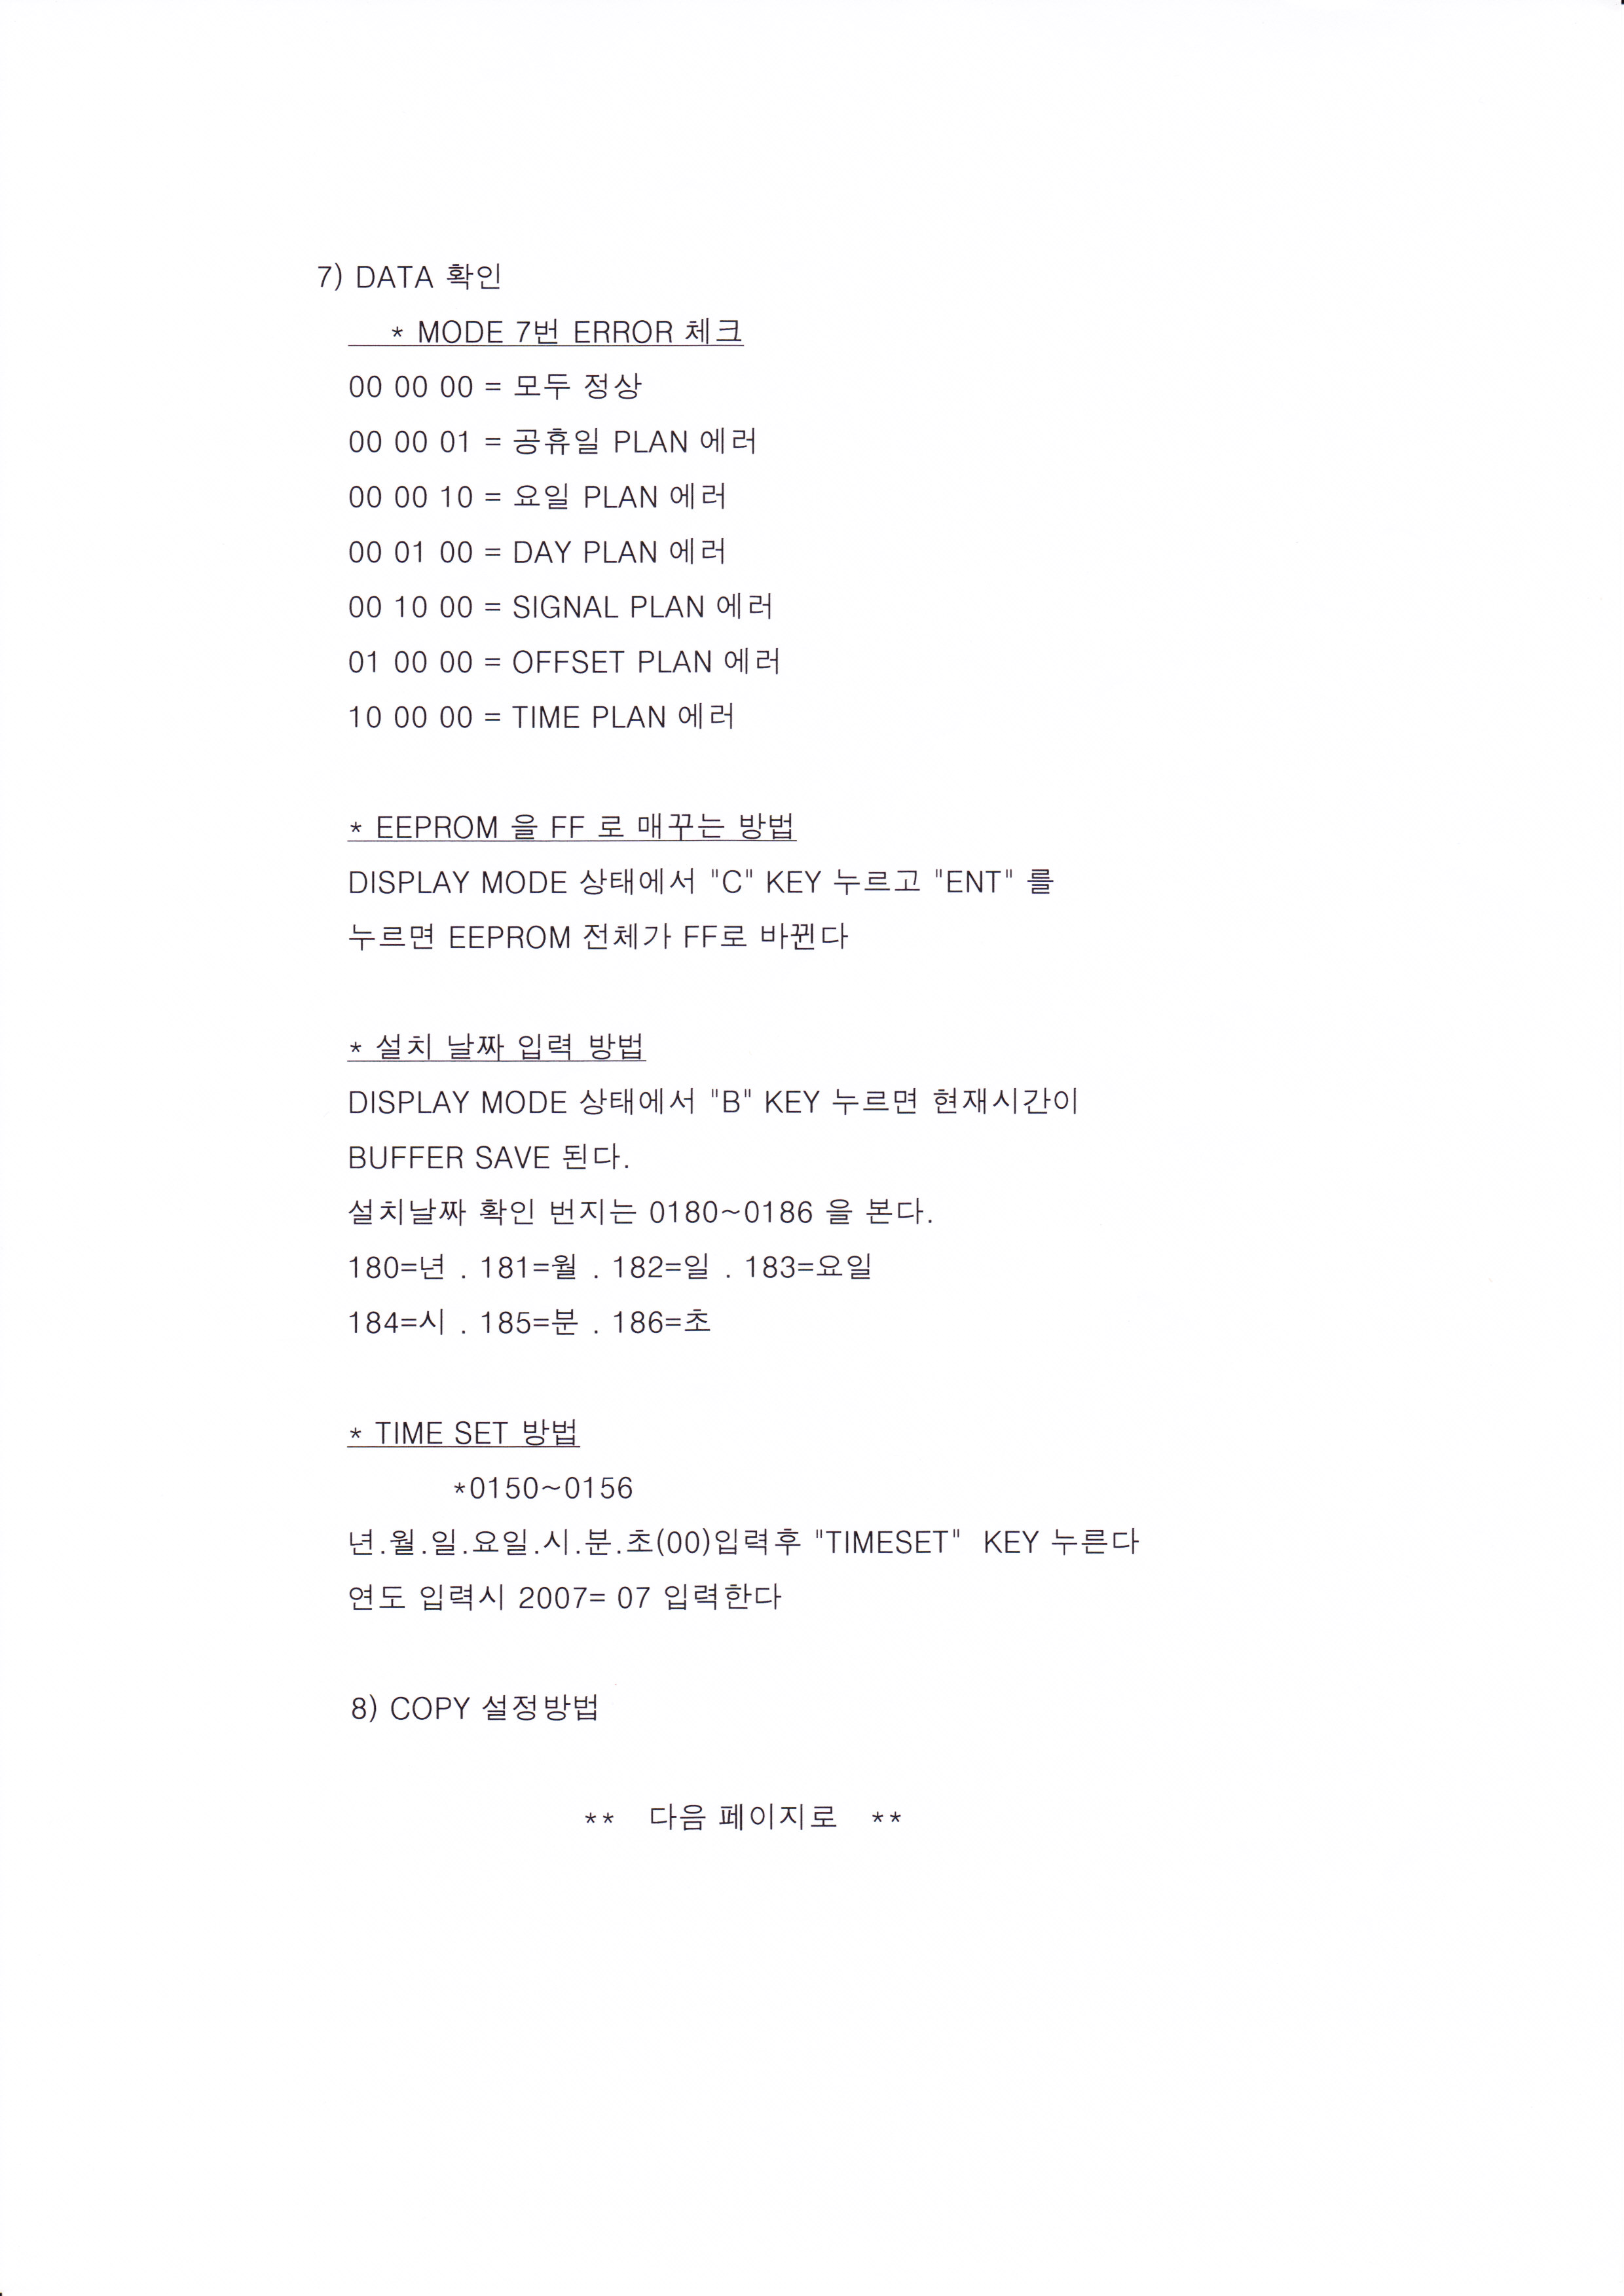 7) DATA 확인
* MODE 7번 ERROR 체크
00 00 00 = 모두 정상
00 00 01 = 공휴일 PLAN 에러
00 00 10 = 요일 PLAN 에러
00 01 00 = DAY PLAN 에러
00 10 00 = SIGNAL PLAN 에러
01 00 00 = OFFSET PLAN 에러
10 00 00 = TIME PLAN 에러
* EEPROM 을 FF 로 매꾸는 방법
DISPLAY MODE 상태에서 "C" KEY 누르고 "ENT" 를
누르면 EEPROM 전체가 FF로 바뀐다
* 설치 날짜 입력 방법
DISPLAY MODE 상태에서 "B" KEY 누르면 현재시간이
BUFFER SAVE 된다.
설치날짜 확인 번지는 0180~0186 을 본다.
180=년 . 181=월 . 182=일 . 183=요일
184=시 . 185=분 . 186=초
* TIME SET 방법
*0150~0156
년.월.일.요일.시.분.초(00)입력후 "TIMESET" KEY 누른다
연도 입력시 2007= 07 입력한다
8) COPY 설정방법
** 다음 페이지로 **